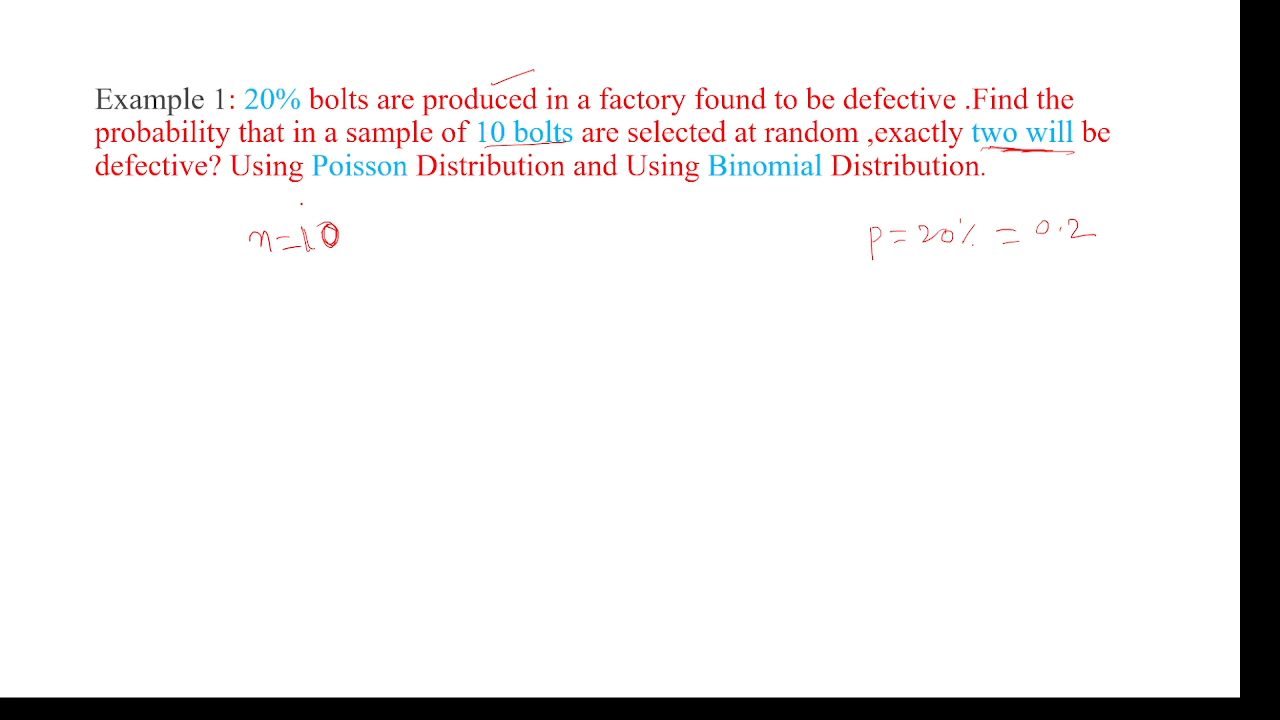 Example 1: 20% bolts are produced in a factory found to be defective .Find the
probability that in a sample of 10 bolts are selected at random ,exactly two will be
defective? Using Poisson Distribution and Using Binomial Distribution.
n=10
p=20% = 0.2